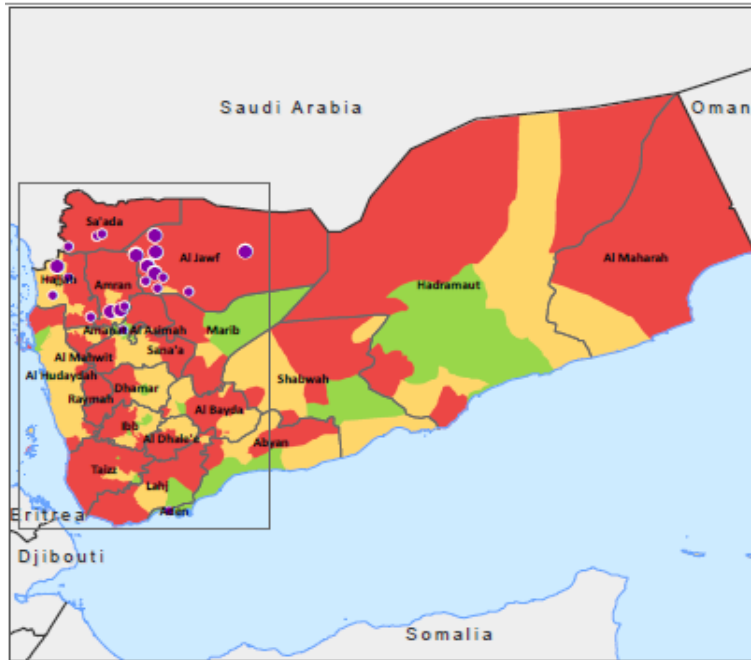 Saudi Arabia
Oman
Sa'ada
Al Jawf
Al Maharah
Hajjah
Amran
Hadramaut
Amanat Al Asimah
Marib
Sana'a
Al Mahwit
Al Hudaydah
Shabwah
Dhamar
Raymah
Al Bayda
Ibb
Al Dhale'e
Abyan
Taizz
Lahj
Aden
Eritrea
Djibouti
Somalia